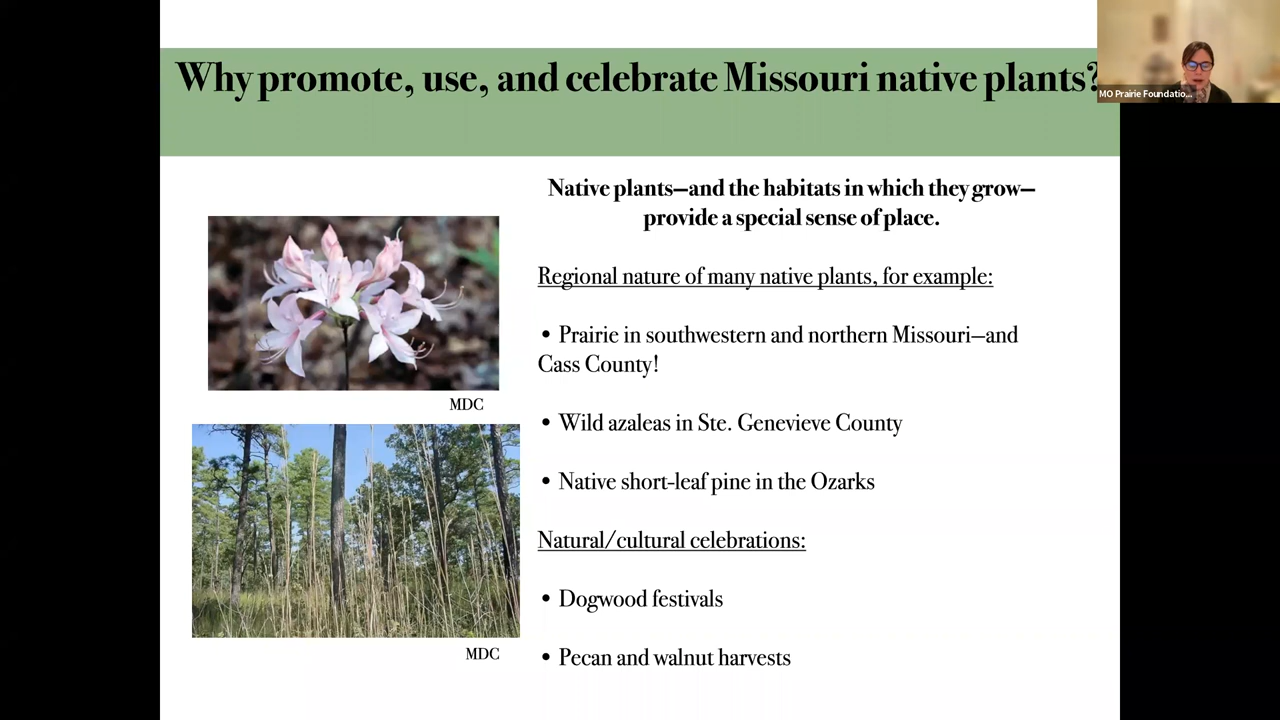 Why promote, use, and celebrate Missouri native plants?
MO Prairie Foundatio...
Native plants—and the habitats in which they grow—
provide a special sense of place.
Regional nature of many native plants, for example:
• Prairie in southwestern and northern Missouri—and
Cass County!
MDC
• Wild azaleas in Ste. Genevieve County
• Native short-leaf pine in the Ozarks
Natural/cultural celebrations:
• Dogwood festivals
• Pecan and walnut harvests
MDC